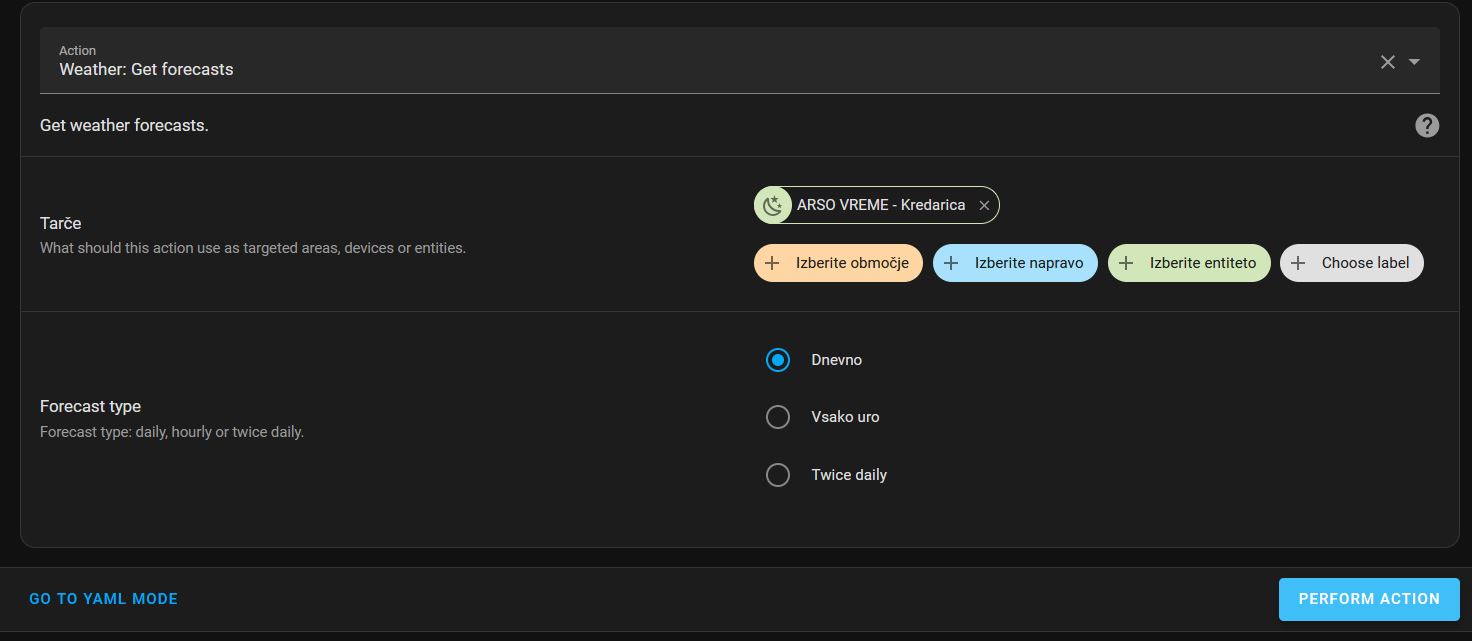 Action
Weather: Get forecasts
Get weather forecasts.
Tarče
What should this action use as targeted areas, devices or entities.
ARSO VREME - Kredarica
Izberite območje
Izberite napravo
Izberite entiteto
Choose label
Forecast type
Forecast type: daily, hourly or twice daily.
Dnevno
Vsako uro
Twice daily
GO TO YAML MODE
PERFORM ACTION